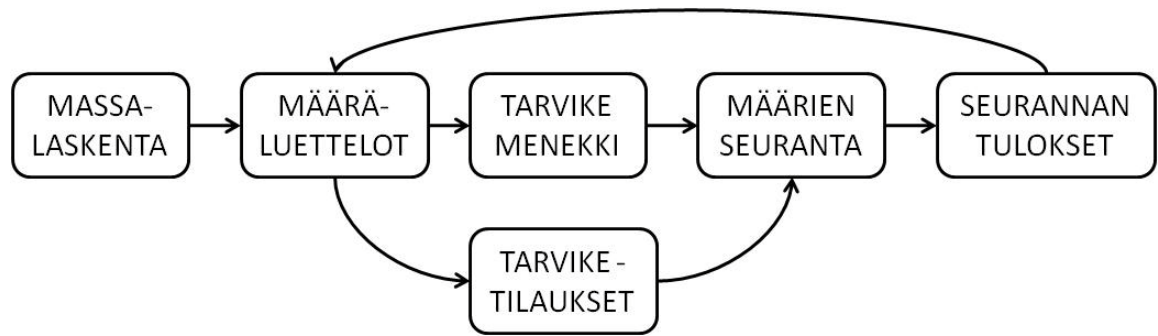 MASSA-
LASKENTA
MÄÄRÄ-
LUETTELOT
TARVIKE
MENEKKI
MÄÄRIEN
SEURANTA
SEURANNAN
TULOKSET
TARVIKE -
TILAUKSET